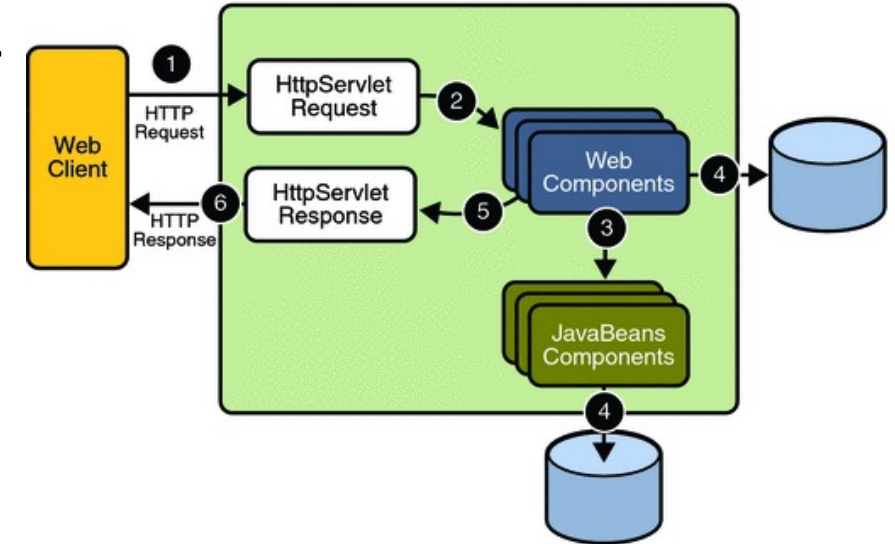 1
HTTP
Request
Web
Client
HttpServlet
Request
2
Web
Components
4
6
HTTP
Response
HttpServlet
Response
5
3
JavaBeans
Components
4